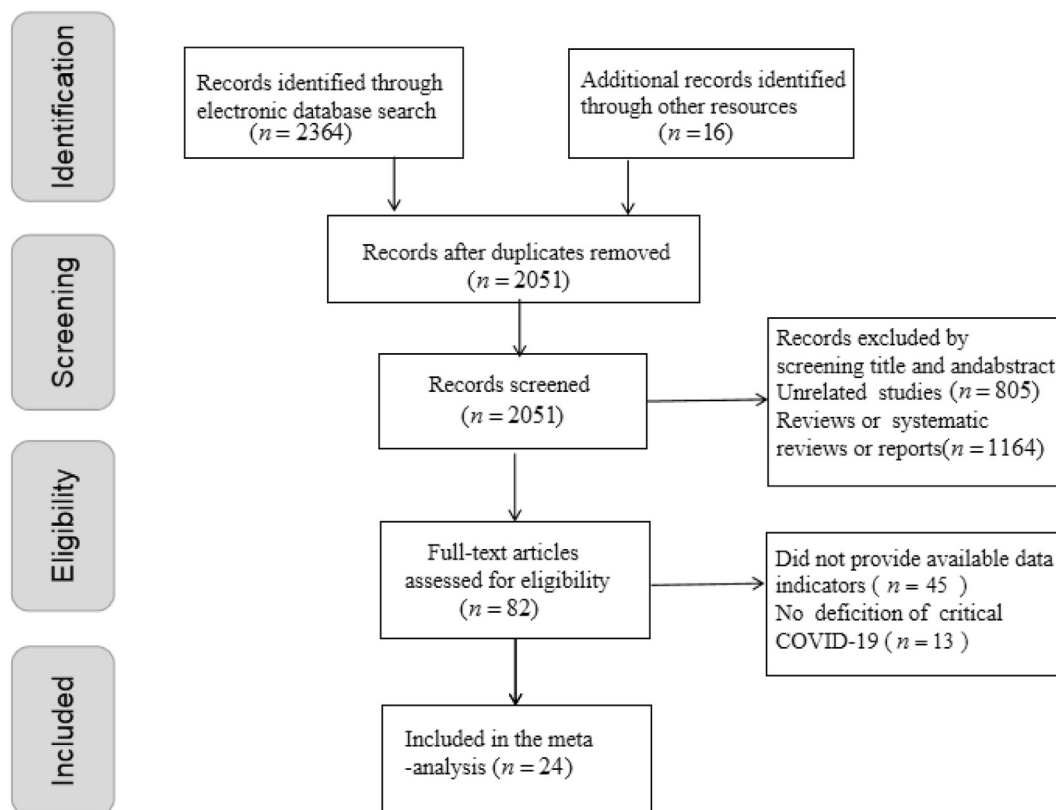 Identification
Records identified through
electronic database search
(n = 2364)
Additional records identified
through other resources
(n =16)
Screening
Records after duplicates removed
(n = 2051)
Records screened
(n = 2051)
Records excluded by
screening title and andabstract
Unrelated studies (n = 805)
Reviews or systematic
reviews or reports(n = 1164)
Eligibility
Full-text articles
assessed for eligibility
(n = 82)
Did not provide available data
indicators ( n = 45 )
No deficition of critical
COVID-19 ( n = 13 )
Included
Included in the meta
-analysis (n = 24)